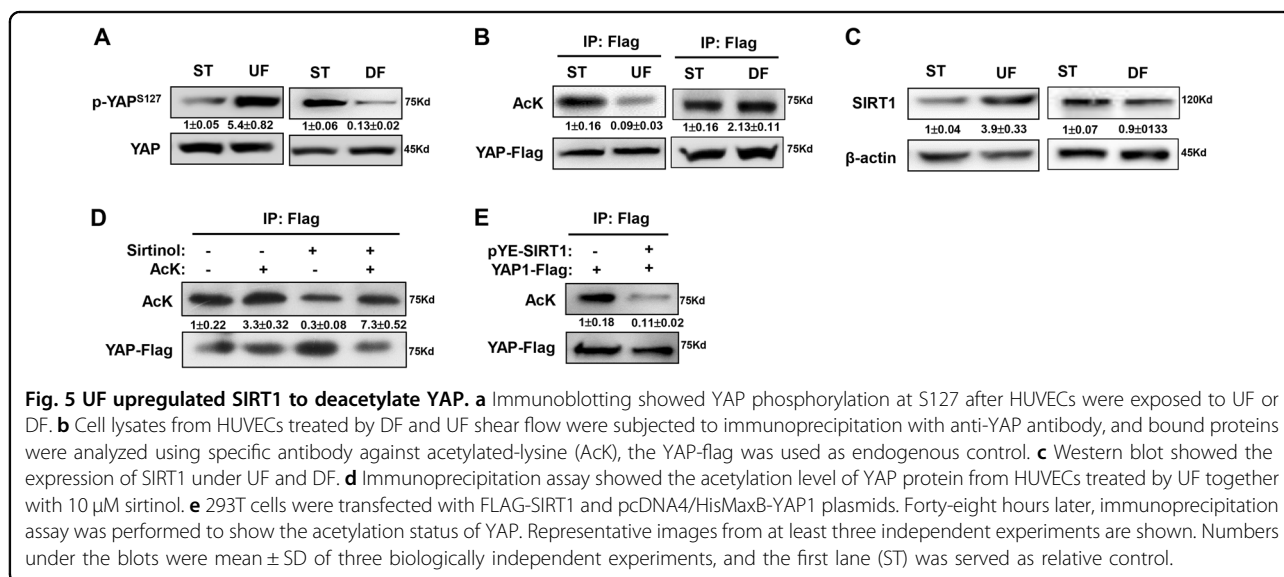 A
ST UF ST DF
p-YAPS127 75Kd
1±0.05 5.4±0.82 1±0.06 0.13±0.02
YAP 45Kd
B
IP: Flag IP: Flag
ST UF ST DF
AcK 75Kd
1±0.16 0.09±0.03 1±0.16 2.13±0.11
YAP-Flag 75Kd
C
ST UF ST DF
SIRT1 120Kd
1±0.04 3.9±0.33 1±0.07 0.9±0133
β-actin 45Kd
D
IP: Flag
Sirtinol: - - + +
AcK: - + - +
AcK 75Kd
1±0.22 3.3±0.32 0.3±0.08 7.3±0.52
YAP-Flag 75Kd
E
IP: Flag
pYE-SIRT1: - +
YAP1-Flag: + +
AcK 75Kd
1±0.18 0.11±0.02
YAP-Flag 75Kd
Fig. 5 UF upregulated SIRT1 to deacetylate YAP. a Immunoblotting showed YAP phosphorylation at S127 after HUVECs were exposed to UF or
DF. b Cell lysates from HUVECs treated by DF and UF shear flow were subjected to immunoprecipitation with anti-YAP antibody, and bound proteins
were analyzed using specific antibody against acetylated-lysine (AcK), the YAP-flag was used as endogenous control. c Western blot showed the
expression of SIRT1 under UF and DF. d Immunoprecipitation assay showed the acetylation level of YAP protein from HUVECs treated by UF together
with 10 μM sirtinol. e 293T cells were transfected with FLAG-SIRT1 and pcDNA4/HisMaxB-YAP1 plasmids. Forty-eight hours later, immunoprecipitation
assay was performed to show the acetylation status of YAP. Representative images from at least three independent experiments are shown. Numbers
under the blots were mean ± SD of three biologically independent experiments, and the first lane (ST) was served as relative control.